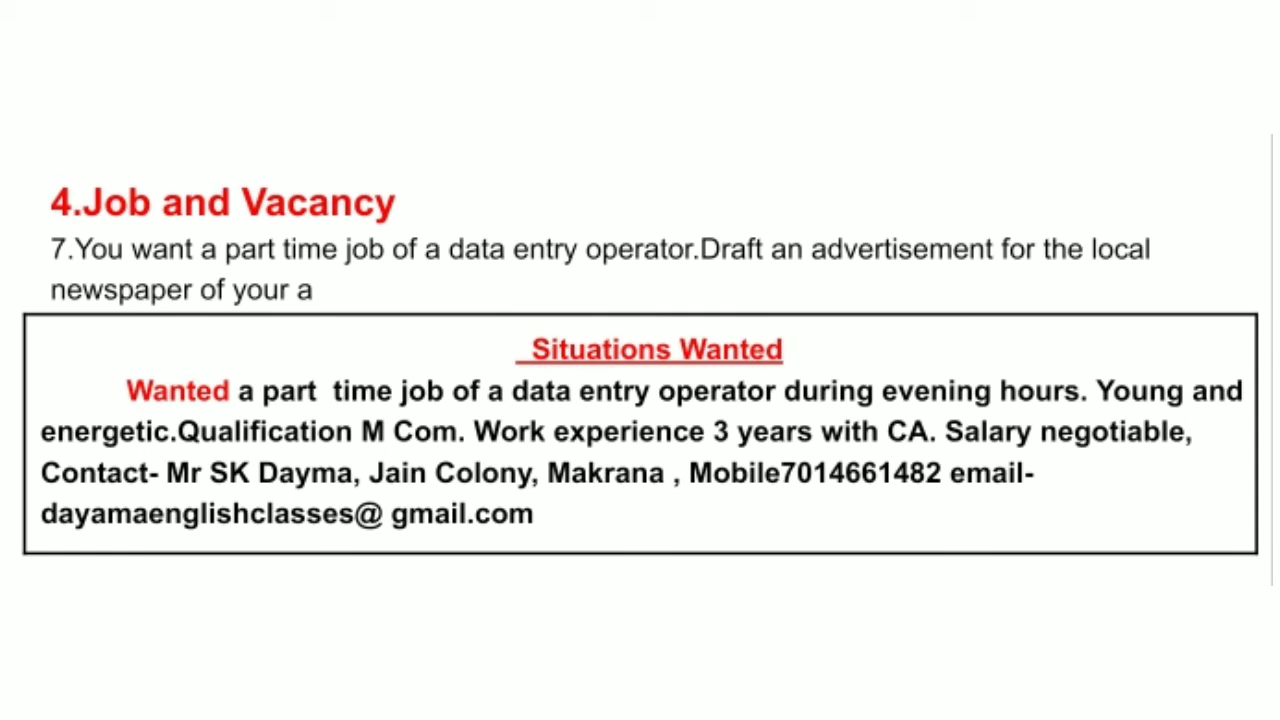 4.Job and Vacancy
7.You want a part time job of a data entry operator.Draft an advertisement for the local
newspaper of your a
Situations Wanted
Wanted a part  time job of a data entry operator during evening hours. Young and
energetic.Qualification M Com. Work experience 3 years with CA. Salary negotiable,
Contact- Mr SK Dayma, Jain Colony, Makrana , Mobile7014661482 email-
dayamaenglishclasses@ gmail.com